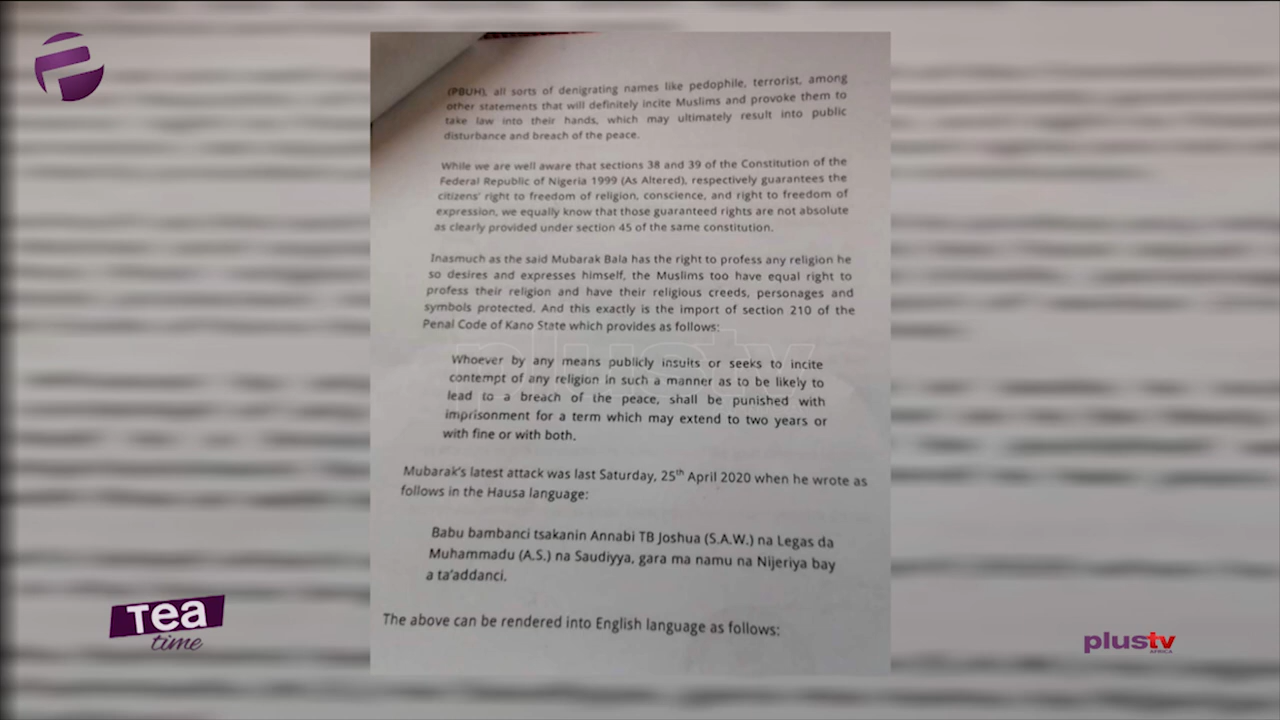 (PBUH), all sorts of denigrating names like pedophile, terrorist, among
other statements that will definitely incite Muslims and provoke them to
take law into their hands, which may ultimately result into public
disturbance and breach of the peace.
While we are well aware that sections 38 and 39 of the Constitution of the
Federal Republic of Nigeria 1999 (As Altered), respectively guarantees the
citizens' right to freedom of religion, conscience, and right to freedom of
expression, we equally know that those guaranteed rights are not absolute
as clearly provided under section 45 of the same constitution.
Inasmuch as the said Mubarak Bala has the right to profess any religion he
so desires and expresses himself, the Muslims too have equal right to
profess their religion and have their religious creeds, personages and
symbols protected. And this exactly is the import of section 210 of the
Penal Code of Kano State which provides as follows:
Whoever by any means publicly insults or seeks to incite
contempt of any religion in such a manner as to be likely to
lead to a breach of the peace, shall be punished with
imprisonment for a term which may extend to two years or
with fine or with both.
Mubarak's latest attack was last Saturday, 25th April 2020 when he wrote as
follows in the Hausa language:
Babu bambanci tsakanin Annabi TB Joshua (S.A.W.) na Legas da
Muhammadu (A.S.) na Saudiyya, gara ma namu na Nijeriya bay
a ta'addanci.
The above can be rendered into English language as follows:
plustv
Tea
time
plustv
AFRICA